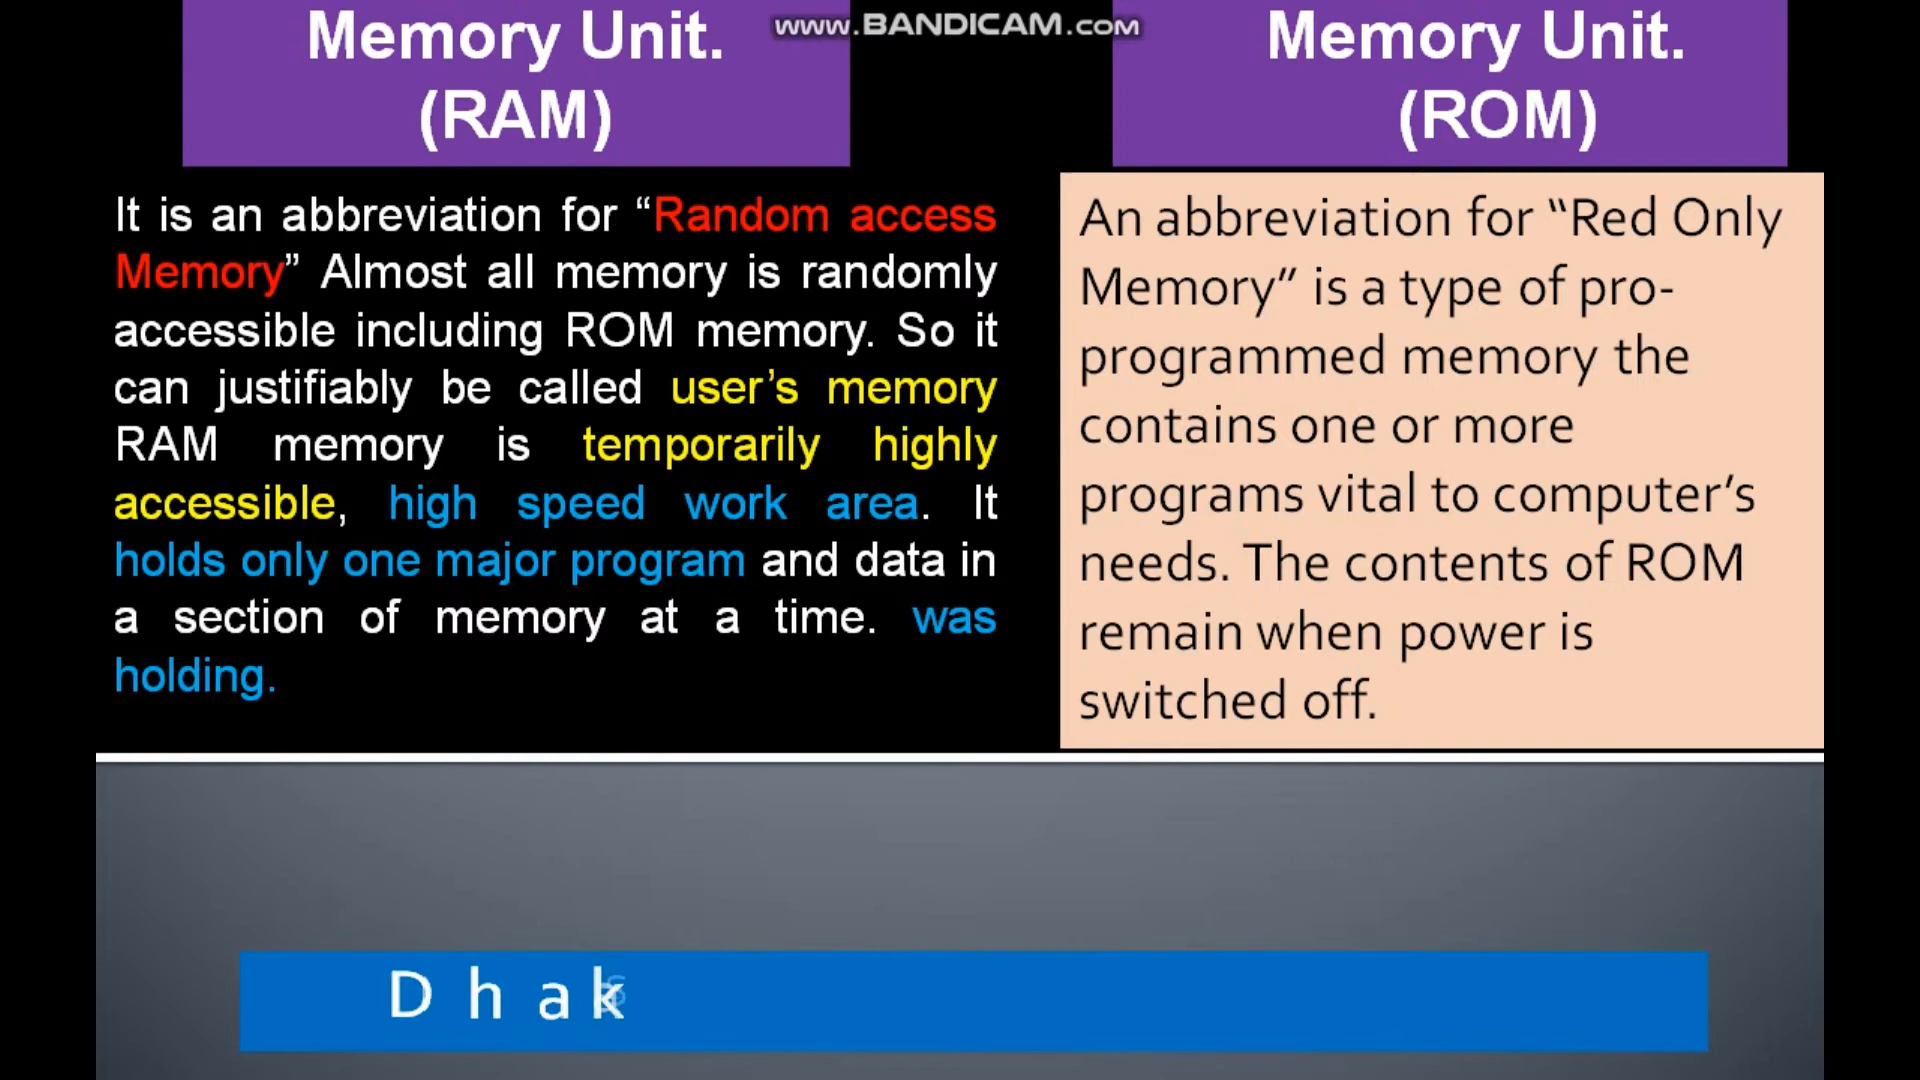 www.BANDICAM.com
Memory Unit.
(RAM)
It is an abbreviation for “Random access
Memory” Almost all memory is randomly
accessible including ROM memory. So it
can justifiably be called user’s memory
RAM memory is temporarily highly
accessible, high speed work area. It
holds only one major program and data in
a section of memory at a time. was
holding.
Memory Unit.
(ROM)
An abbreviation for “Red Only
Memory” is a type of pro-
programmed memory the
contains one or more
programs vital to computer’s
needs. The contents of ROM
remain when power is
switched off.
D h a k